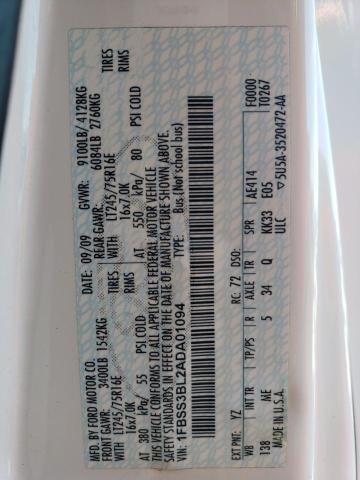 MFD. BY FORD MOTOR CO.
DATE: 09/09 GVWR: 9100LB/ 4128KG
FRONT GAWR: 3400LB 1542KG REAR GAWR: 6084LB 2760KG
WITH LT245/75R16E TIRES WITH LT245/75R16E TIRES
16x7.0K RIMS 16x7.0K RIMS
AT 380 kPa/ 55 PSI COLD AT 550 kPa/ 80 PSI COLD
THIS VEHICLE CONFORMS TO ALL APPLICABLE FEDERAL MOTOR VEHICLE
SAFETY STANDARDS IN EFFECT ON THE DATE OF MANUFACTURE SHOWN ABOVE.
VIN: 1FBSS3BL2ADA01094 TYPE: BUS(Not School bus)
F0000
T0267
EXT PNT: YZ RC: 72 DSO: AE414
WB INT TR TP/PS R AXLE TR SPR
138 ME 5 34 Q KK33 E05
MADE IN U.S.A. ULC
5U5A-3520472-AA